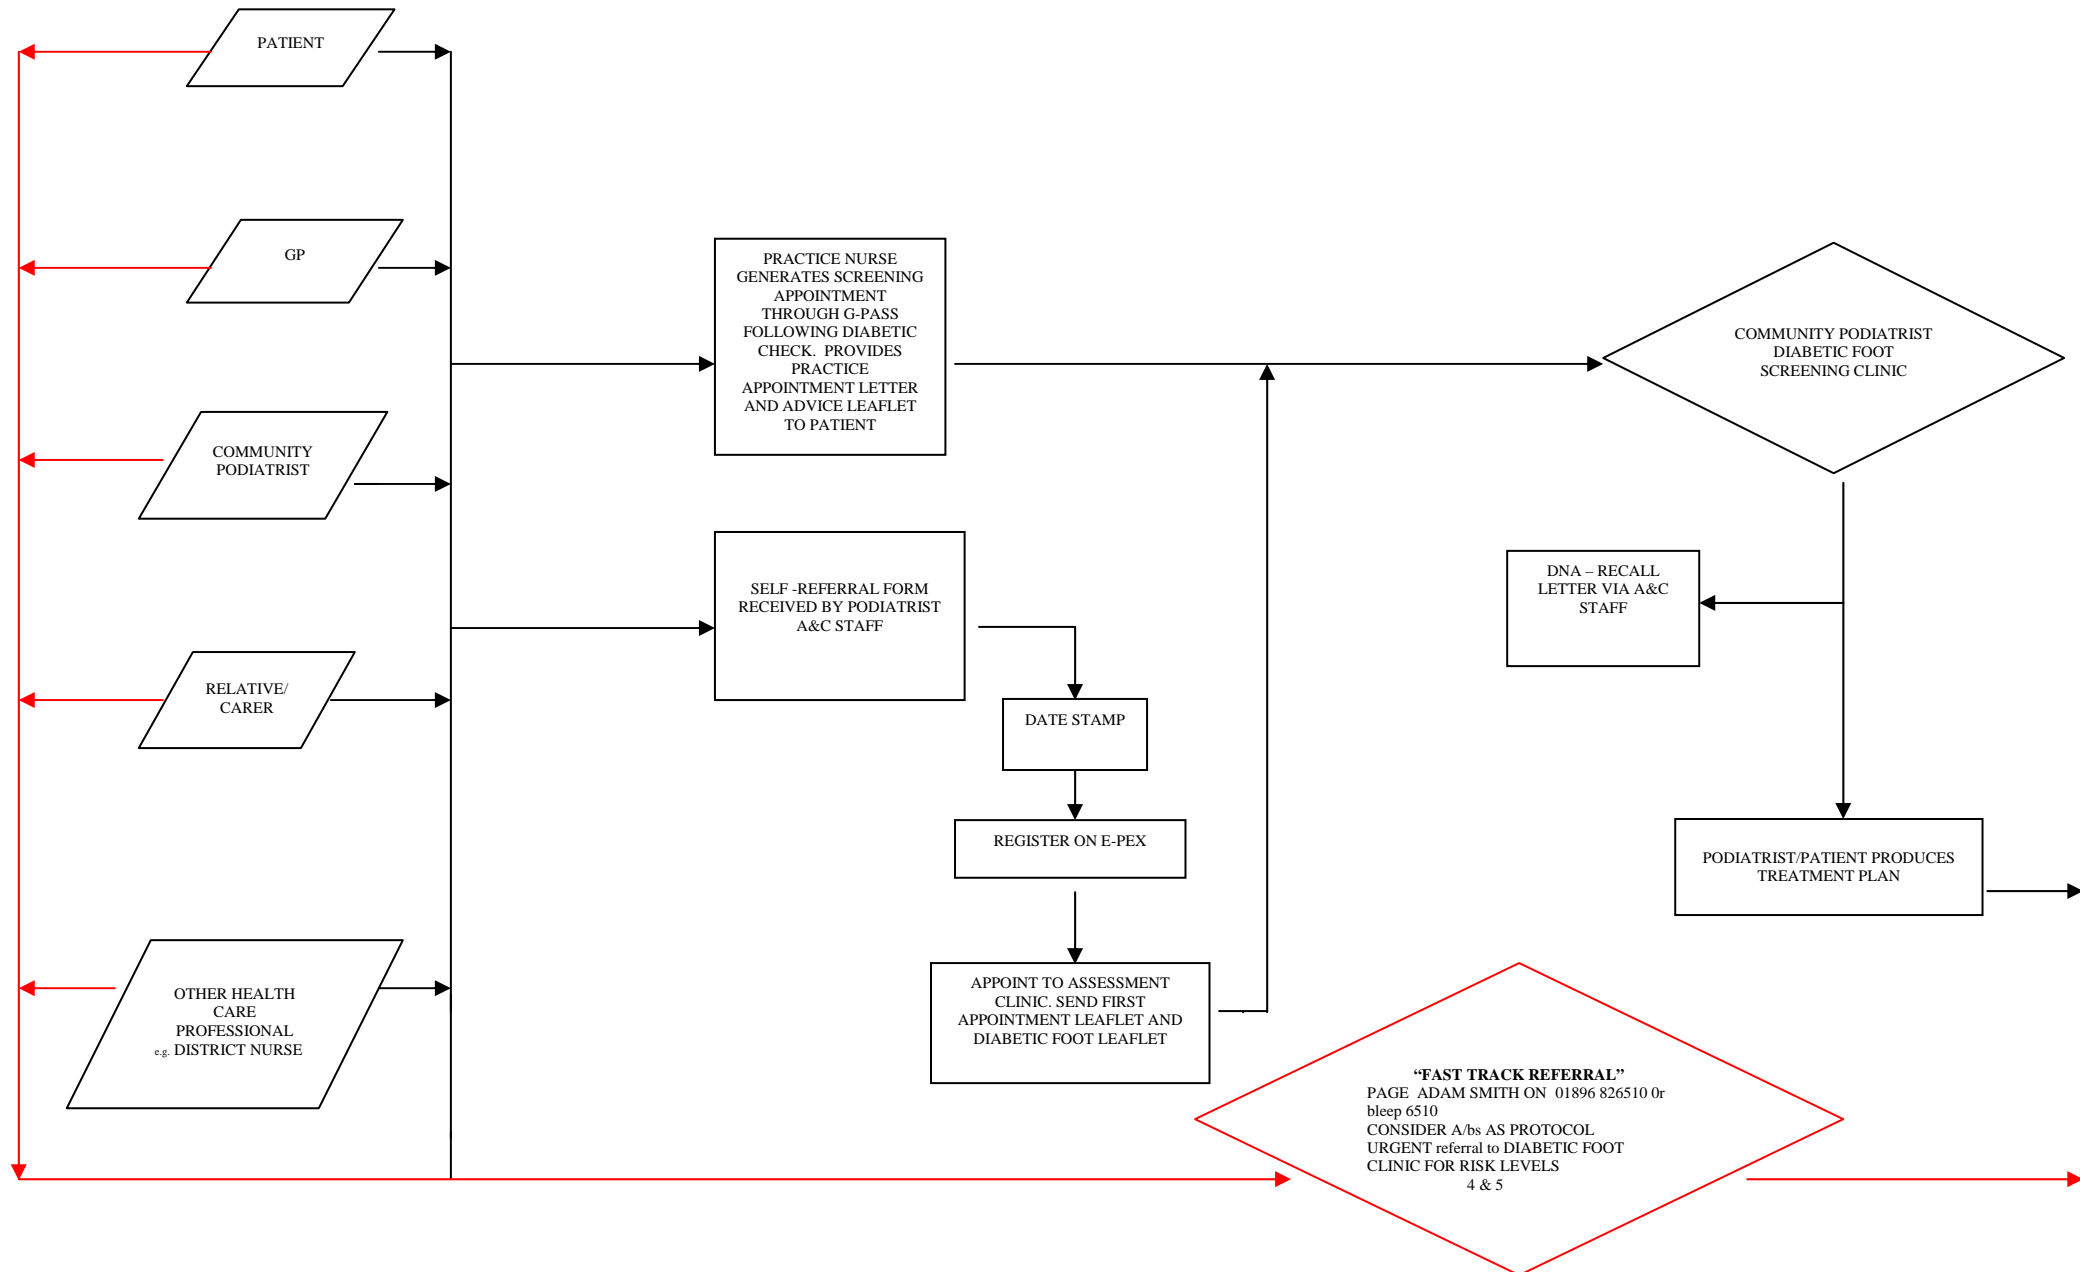 PATIENT
GP
COMMUNITY
PODIATRIST
RELATIVE/
CARER
OTHER HEALTH
CARE
PROFESSIONAL
e.g. DISTRICT NURSE
PRACTICE NURSE
GENERATES SCREENING
APPOINTMENT
THROUGH G-PASS
FOLLOWING DIABETIC
CHECK.  PROVIDES
PRACTICE
APPOINTMENT LETTER
AND ADVICE LEAFLET
TO PATIENT
SELF -REFERRAL FORM
RECEIVED BY PODIATRIST
A&C STAFF
DATE STAMP
REGISTER ON E-PEX
APPOINT TO ASSESSMENT
CLINIC. SEND FIRST
APPOINTMENT LEAFLET AND
DIABETIC FOOT LEAFLET
COMMUNITY PODIATRIST
DIABETIC FOOT
SCREENING CLINIC
DNA – RECALL
LETTER VIA A&C
STAFF
PODIATRIST/PATIENT PRODUCES
TREATMENT PLAN
“FAST TRACK REFERRAL”
PAGE  ADAM SMITH ON  01896 826510 0r
bleep 6510
CONSIDER A/bs AS PROTOCOL
URGENT referral to DIABETIC FOOT
CLINIC FOR RISK LEVELS
4 & 5